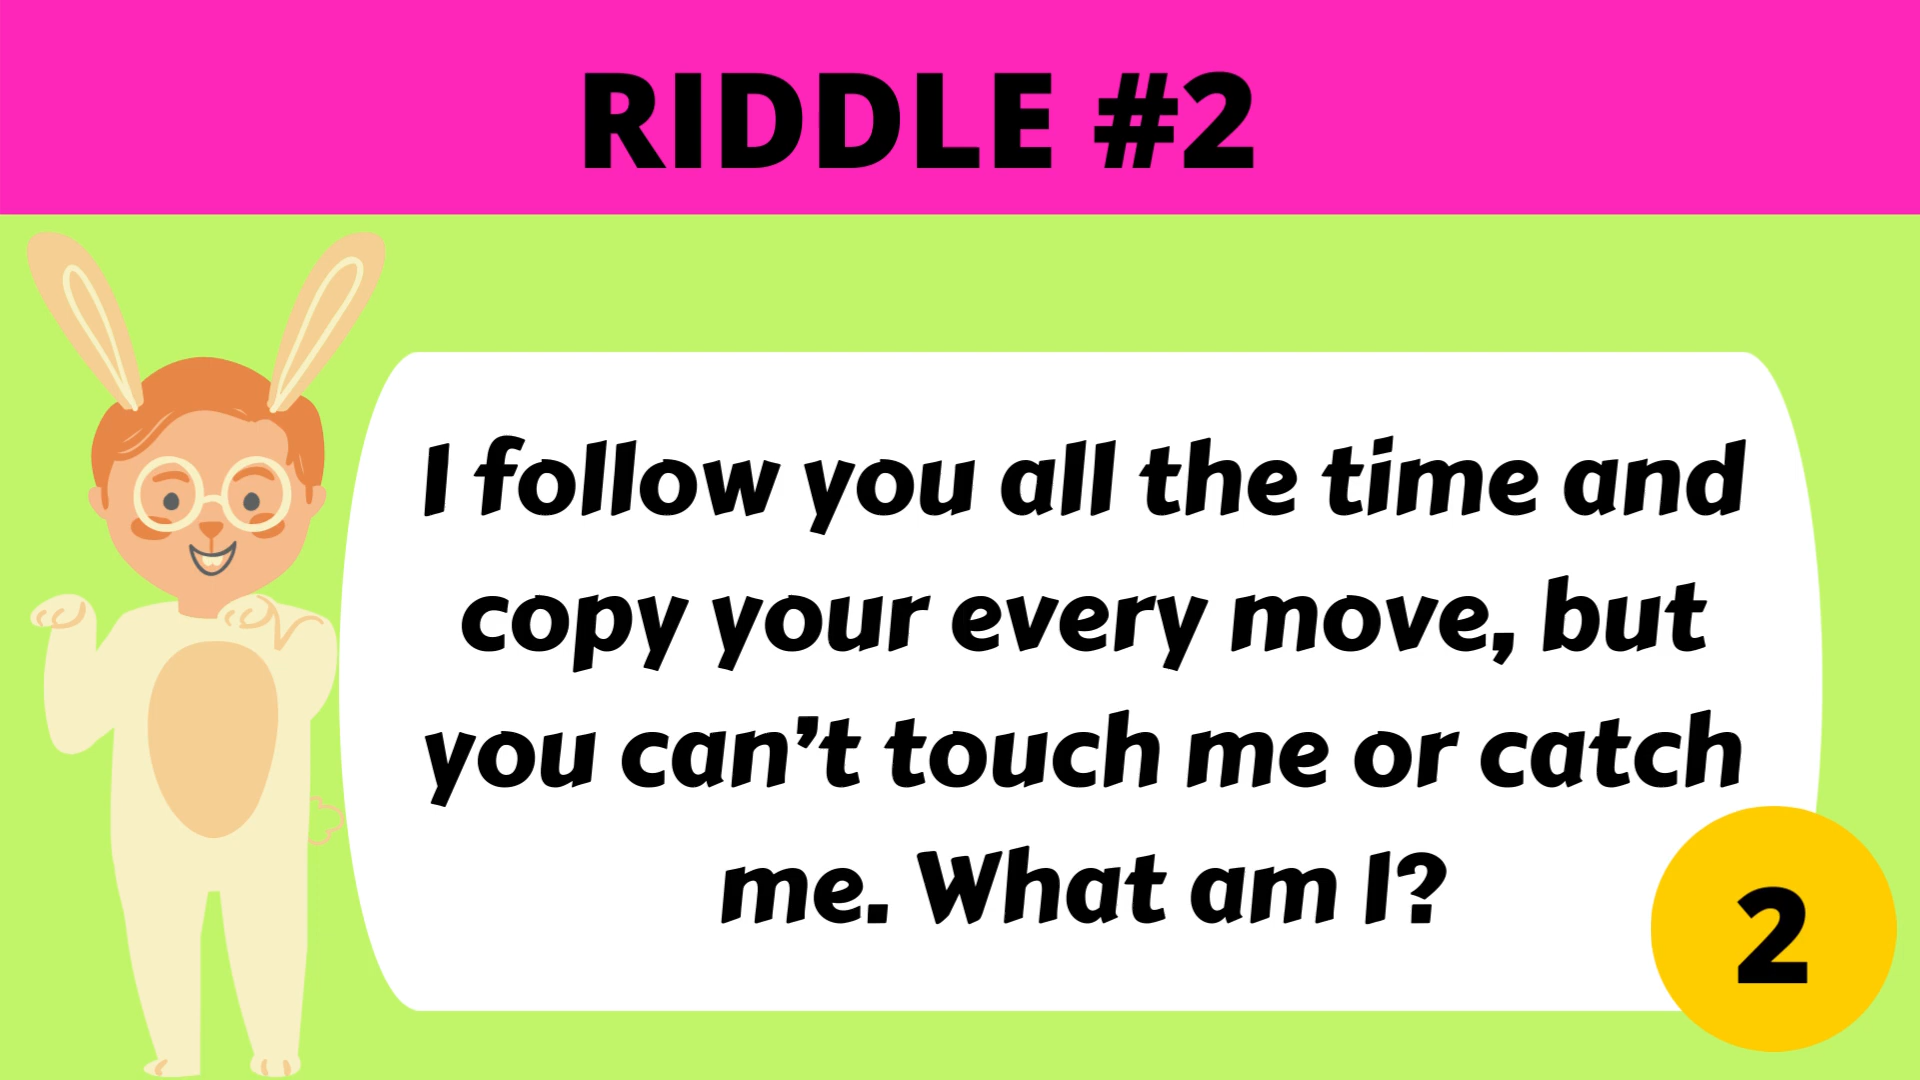 RIDDLE #2
I follow you all the time and
copy your every move, but
you can’t touch me or catch
me. What am I?
2